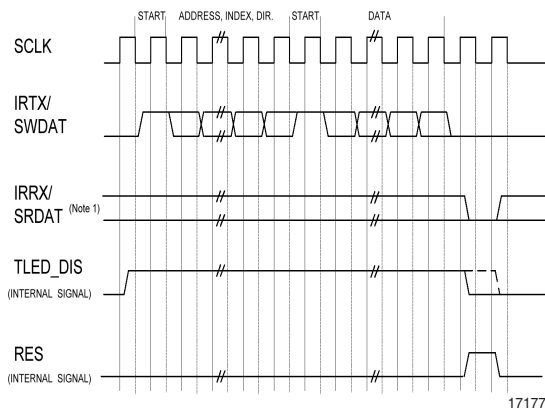 START ADDRESS, INDEX, DIR. START DATA
SCLK
IRTX/
SWDAT
IRRX/
SRDAT (Note 1)
TLED_DIS
(INTERNAL SIGNAL)
RES
(INTERNAL SIGNAL)
17177